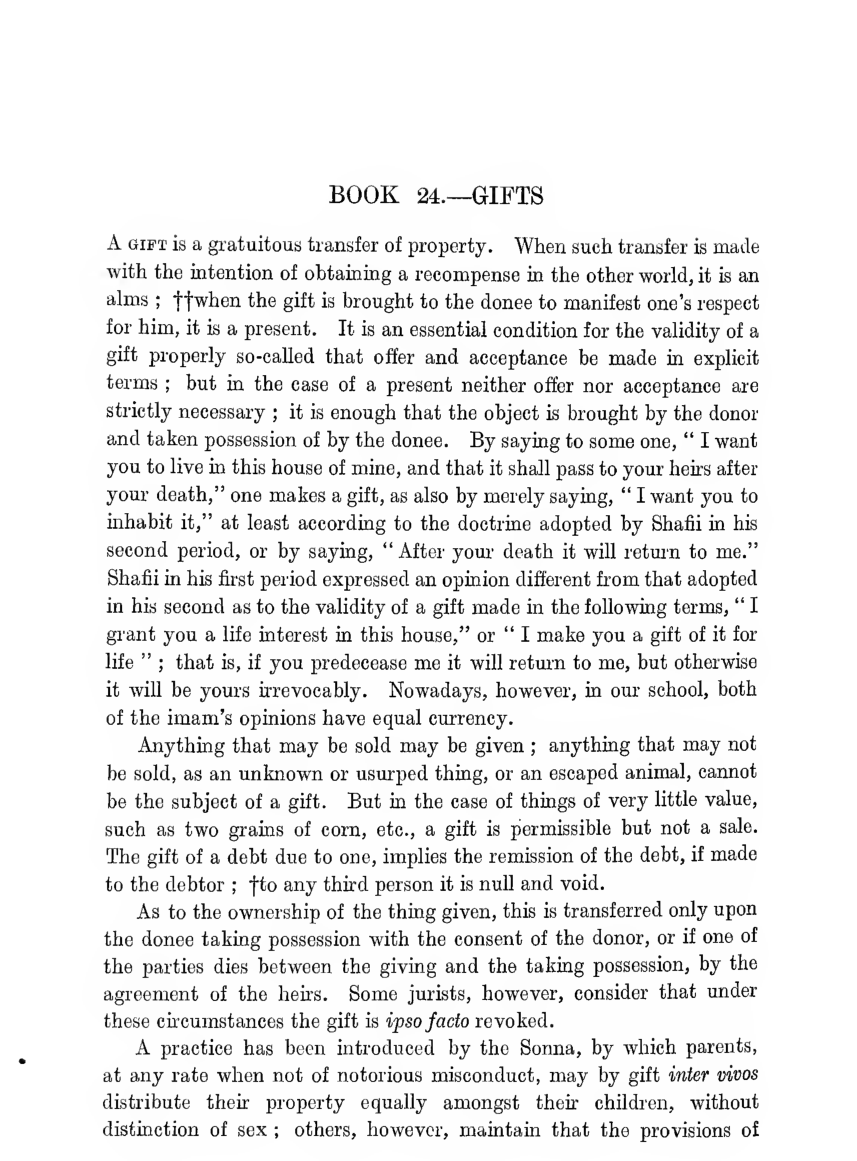 BOOK 24.—GIFTS
A GIFT is a gratuitous transfer of property. When such transfer is made
with the intention of obtaining a recompense in the other world, it is an
alms ; ††when the gift is brought to the donee to manifest one's respect
for him, it is a present. It is an essential condition for the validity of a
gift properly so-called that offer and acceptance be made in explicit
terms ; but in the case of a present neither offer nor acceptance are
strictly necessary ; it is enough that the object is brought by the donor
and taken possession of by the donee. By saying to some one, “ I want
you to live in this house of mine, and that it shall pass to your heirs after
your death,” one makes a gift, as also by merely saying, “ I want you to
inhabit it,” at least according to the doctrine adopted by Shafii in his
second period, or by saying, “ After your death it will return to me.”
Shafii in his first period expressed an opinion different from that adopted
in his second as to the validity of a gift made in the following terms, “ I
grant you a life interest in this house,” or “ I make you a gift of it for
life ” ; that is, if you predecease me it will return to me, but otherwise
it will be yours irrevocably. Nowadays, however, in our school, both
of the imam's opinions have equal currency.
Anything that may be sold may be given ; anything that may not
be sold, as an unknown or usurped thing, or an escaped animal, cannot
be the subject of a gift. But in the case of things of very little value,
such as two grains of corn, etc., a gift is permissible but not a sale.
The gift of a debt due to one, implies the remission of the debt, if made
to the debtor ; †to any third person it is null and void.
As to the ownership of the thing given, this is transferred only upon
the donee taking possession with the consent of the donor, or if one of
the parties dies between the giving and the taking possession, by the
agreement of the heirs. Some jurists, however, consider that under
these circumstances the gift is ipso facto revoked.
A practice has been introduced by the Sonna, by which parents,
at any rate when not of notorious misconduct, may by gift inter vivos
distribute their property equally amongst their children, without
distinction of sex ; others, however, maintain that the provisions of